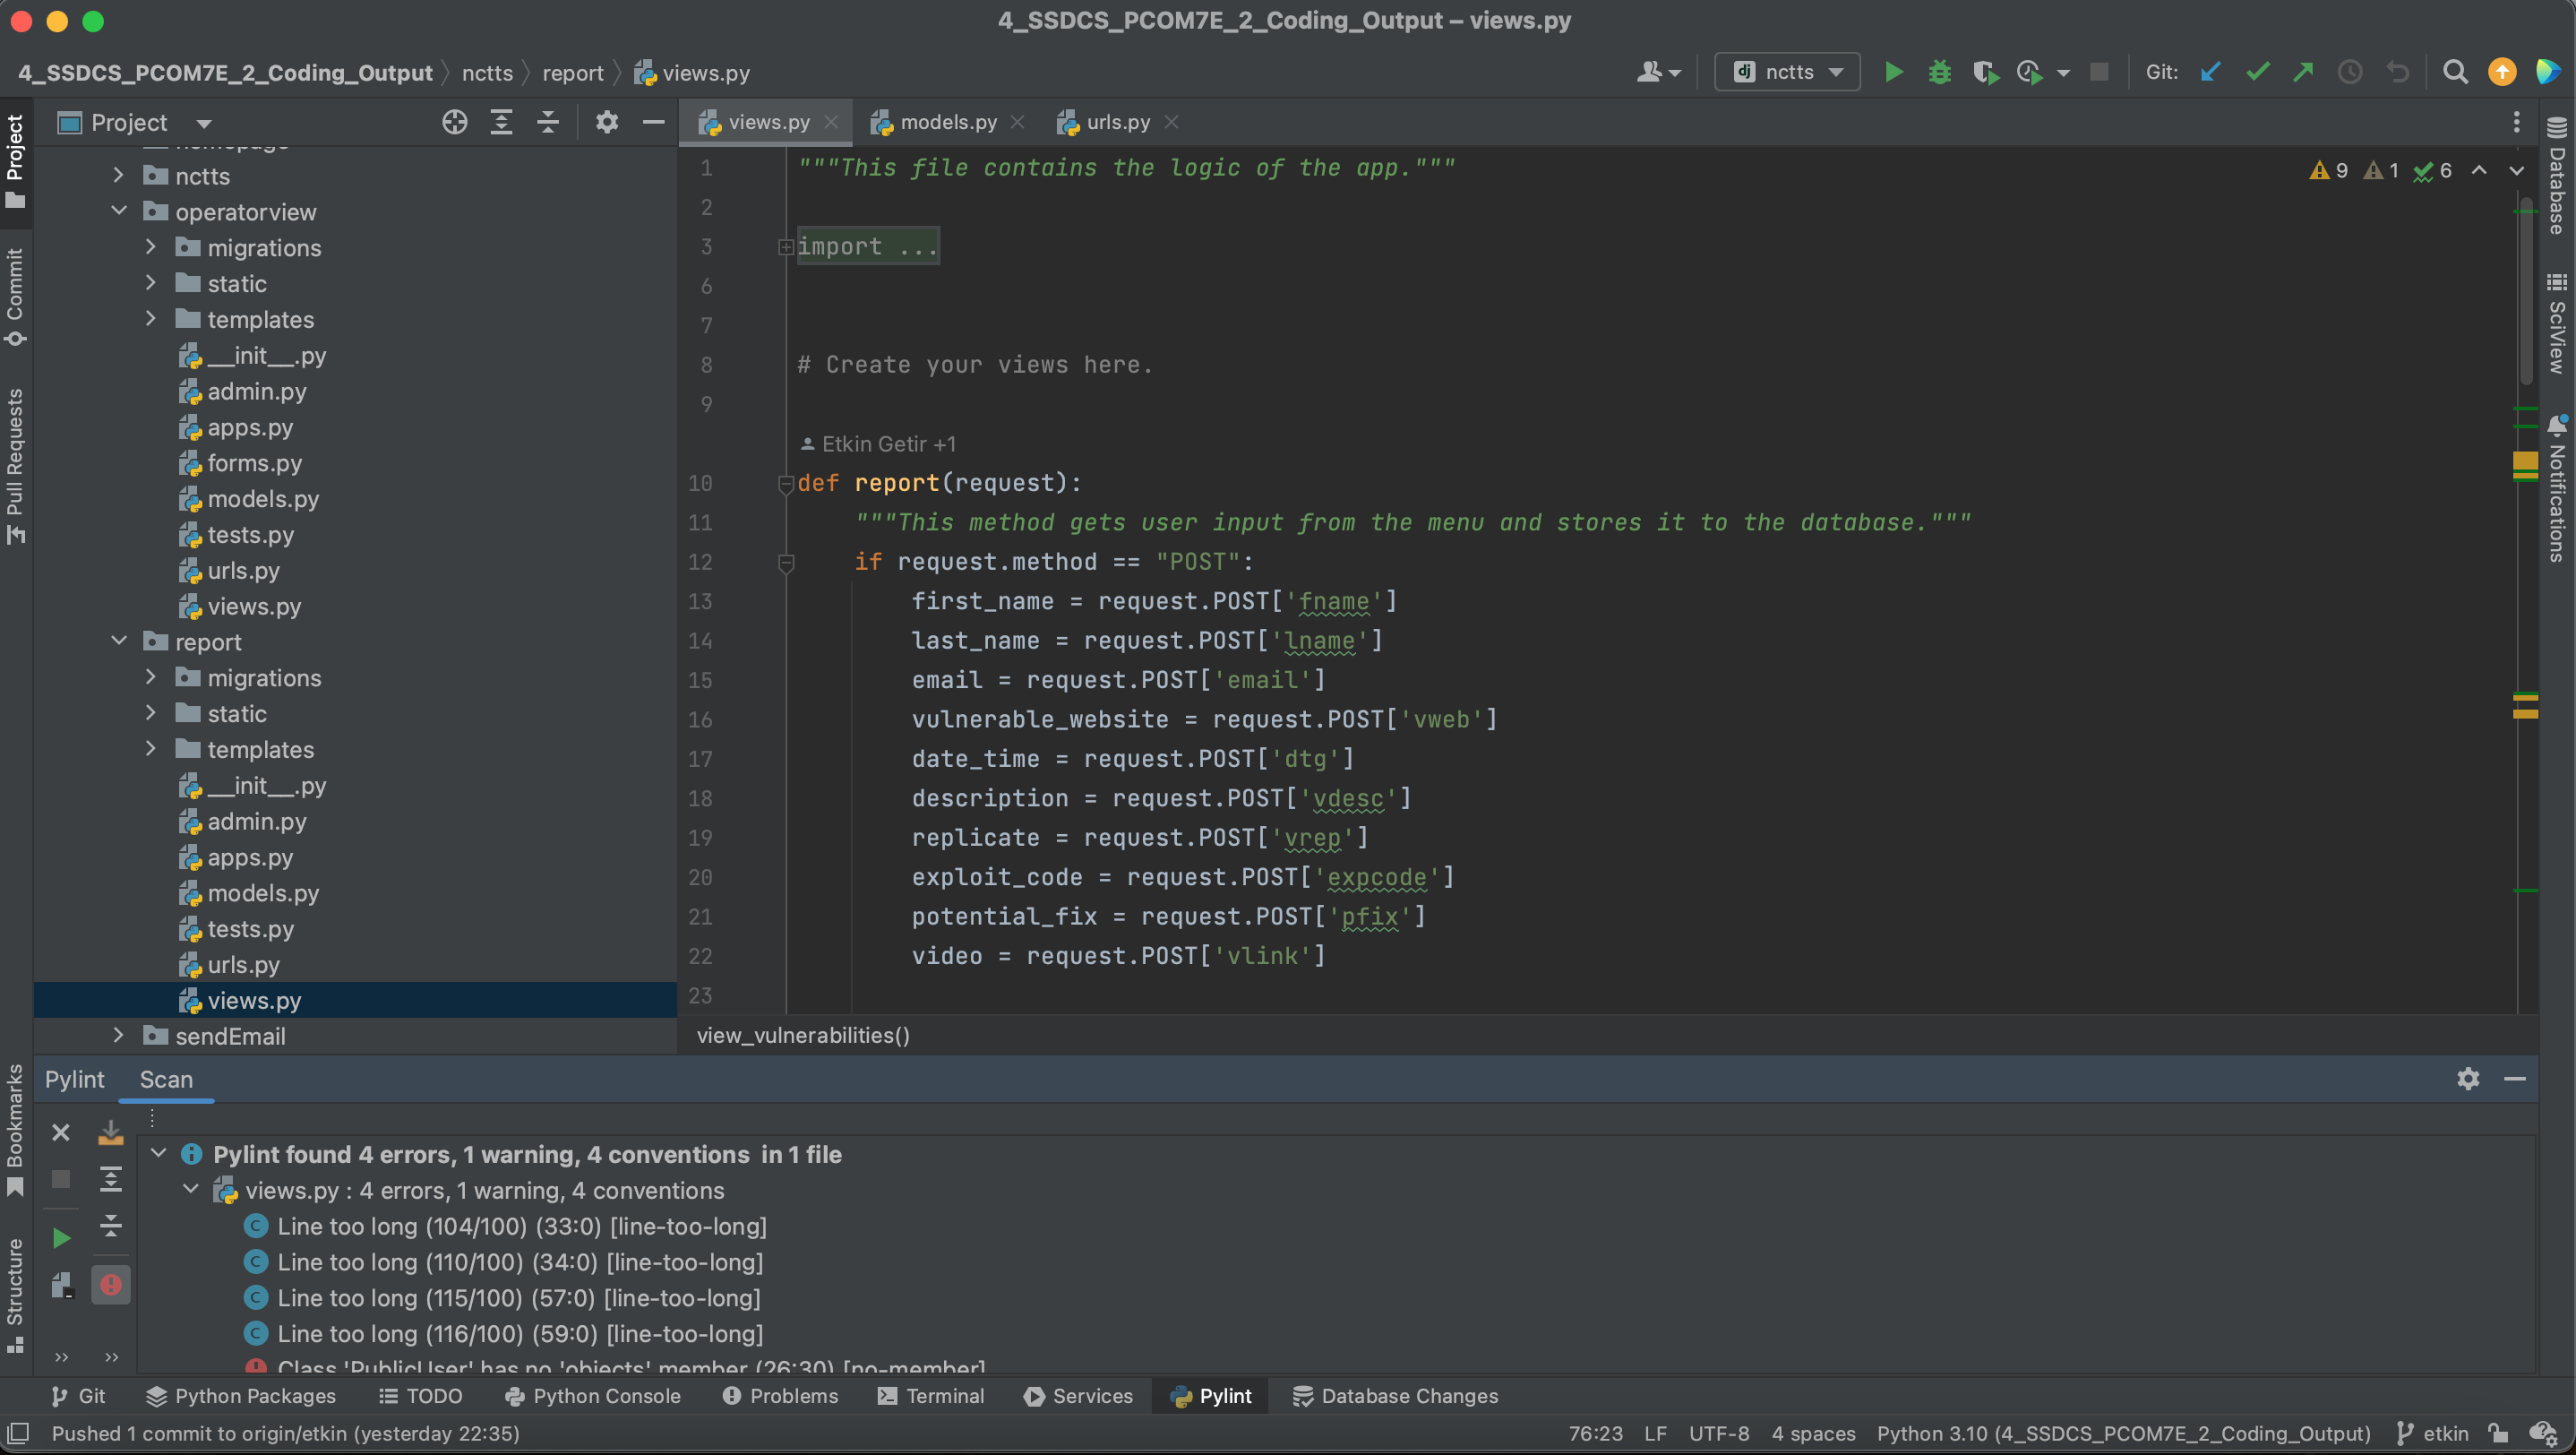 4_SSDCS_PCOM7E_2_Coding_Output – views.py
4_SSDCS_PCOM7E_2_Coding_Output nctts report views.py
nctts Git:
Project
views.py models.py urls.py
nctts
operatorview
migrations
static
templates
__init__.py
admin.py
apps.py
forms.py
models.py
tests.py
urls.py
views.py
report
migrations
static
templates
__init__.py
admin.py
apps.py
models.py
tests.py
urls.py
views.py
sendEmail
Project
Commit
Pull Requests
Bookmarks
Structure
9 1 6
1 """This file contains the logic of the app."""
2
3 import ...
6
7
8 # Create your views here.
9
Etkin Getir +1
10 def report(request):
11 """This method gets user input from the menu and stores it to the database."""
12 if request.method == "POST":
13 first_name = request.POST['fname']
14 last_name = request.POST['lname']
15 email = request.POST['email']
16 vulnerable_website = request.POST['vweb']
17 date_time = request.POST['dtg']
18 description = request.POST['vdesc']
19 replicate = request.POST['vrep']
20 exploit_code = request.POST['expcode']
21 potential_fix = request.POST['pfix']
22 video = request.POST['vlink']
23
view_vulnerabilities()
Database
SciView
Notifications
Pylint Scan
Pylint found 4 errors, 1 warning, 4 conventions in 1 file
views.py : 4 errors, 1 warning, 4 conventions
Line too long (104/100) (33:0) [line-too-long]
Line too long (110/100) (34:0) [line-too-long]
Line too long (115/100) (57:0) [line-too-long]
Line too long (116/100) (59:0) [line-too-long]
Class 'PublicUser' has no 'objects' member (26:30) [no-member]
Git Python Packages TODO Python Console Problems Terminal Services Pylint Database Changes
Pushed 1 commit to origin/etkin (yesterday 22:35) 76:23 LF UTF-8 4 spaces Python 3.10 (4_SSDCS_PCOM7E_2_Coding_Output) etkin